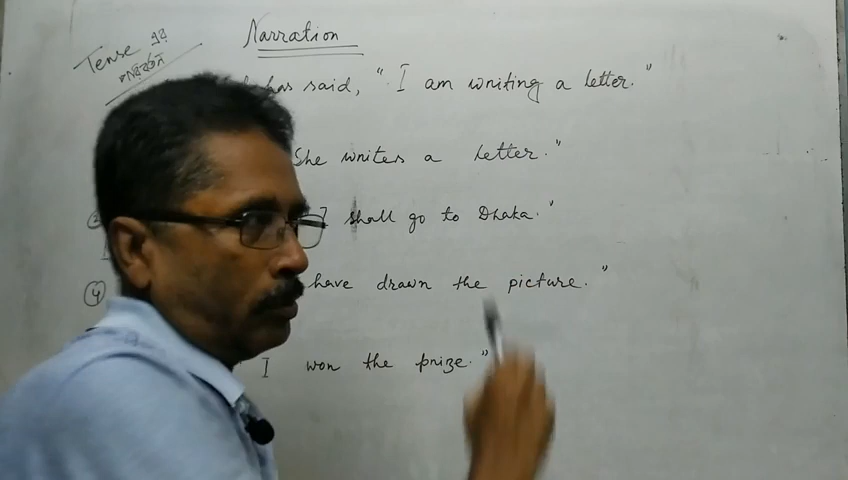 Narration
Tense এর
পরিবর্তন
has said, " I am writing a letter."
She writes a letter."
I shall go to Dhaka."
④ have drawn the picture."
I won the prize."